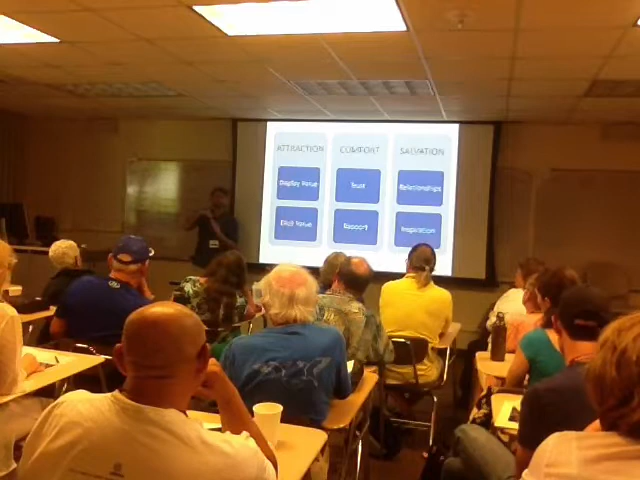 ATTRACTION
COMFORT
SALVATION
Display Value
Trust
Relationships
Elicit Value
Rapport
Inspiration